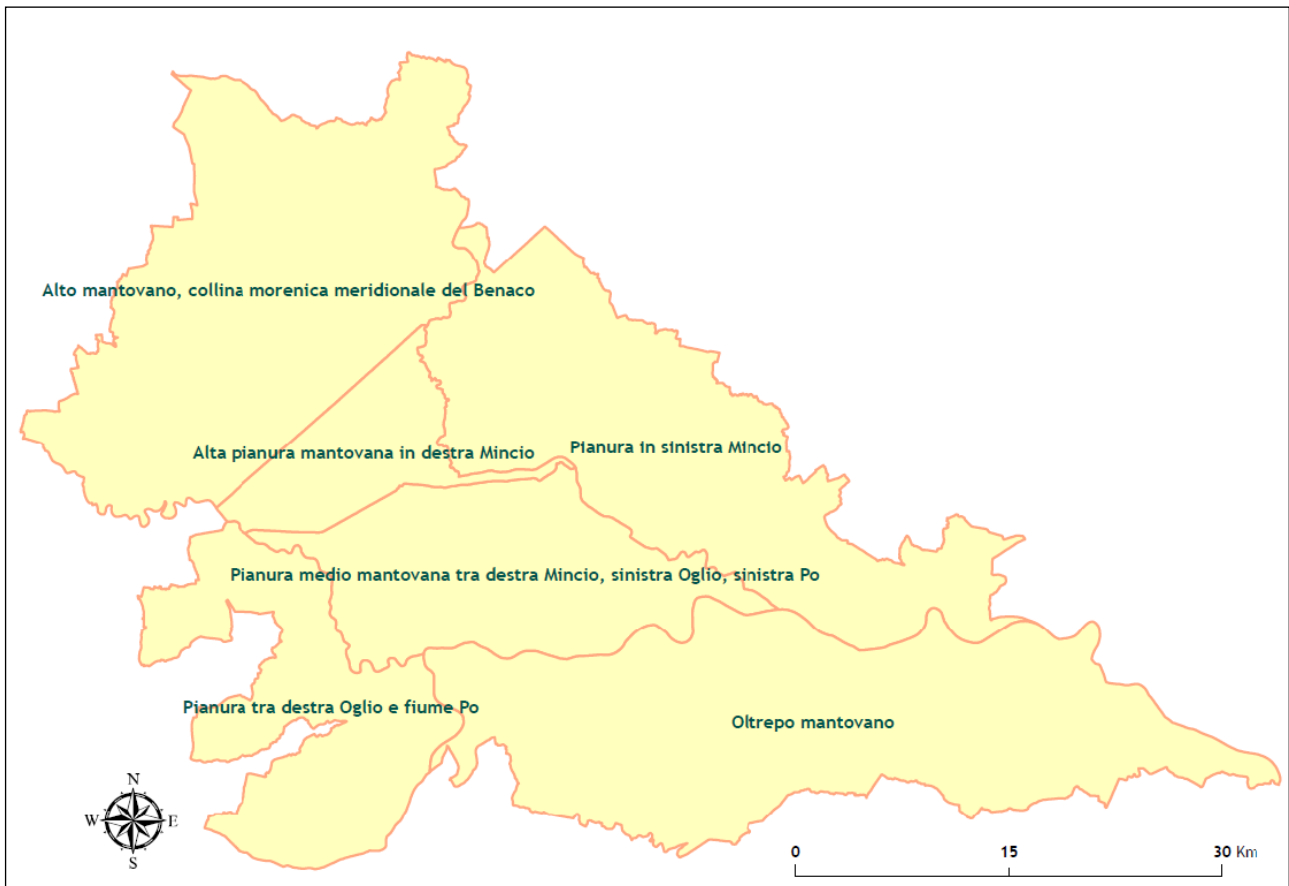 Alto mantovano, collina morenica meridionale del Benaco
Alta pianura mantovana in destra Mincio
Pianura in sinistra Mincio
Pianura medio mantovana tra destra Mincio, sinistra Oglio, sinistra Po
Pianura tra destra Oglio e fiume Po
Oltrepo mantovano
N
W E
S
0 15 30 Km